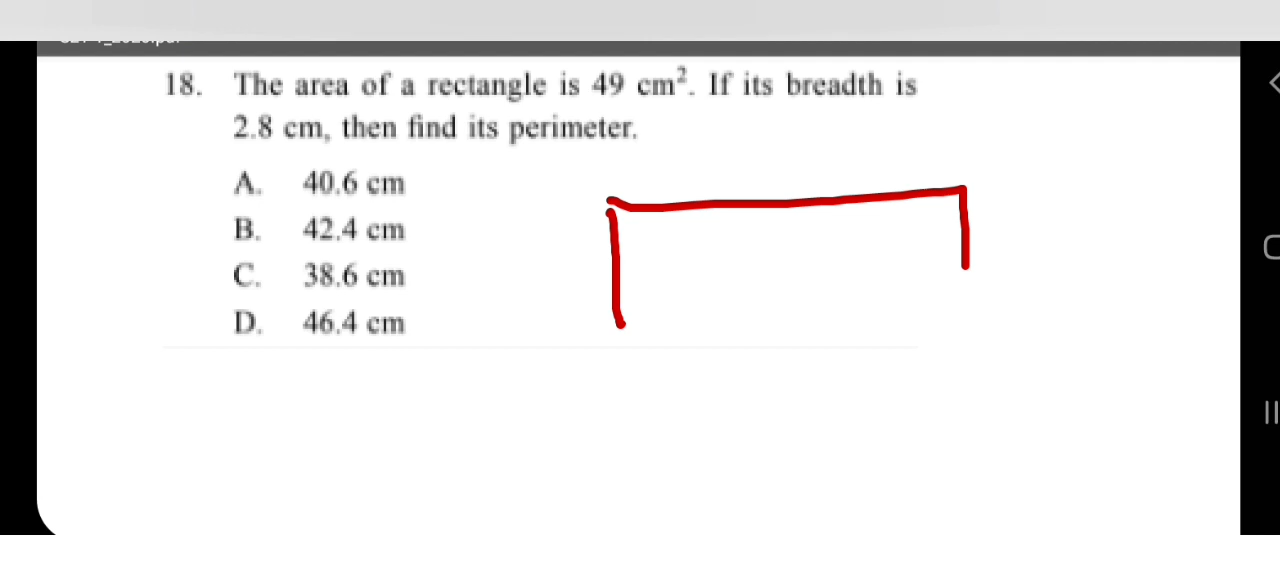 18. The area of a rectangle is 49 cm². If its breadth is
2.8 cm, then find its perimeter.
A. 40.6 cm
B. 42.4 cm
C. 38.6 cm
D. 46.4 cm